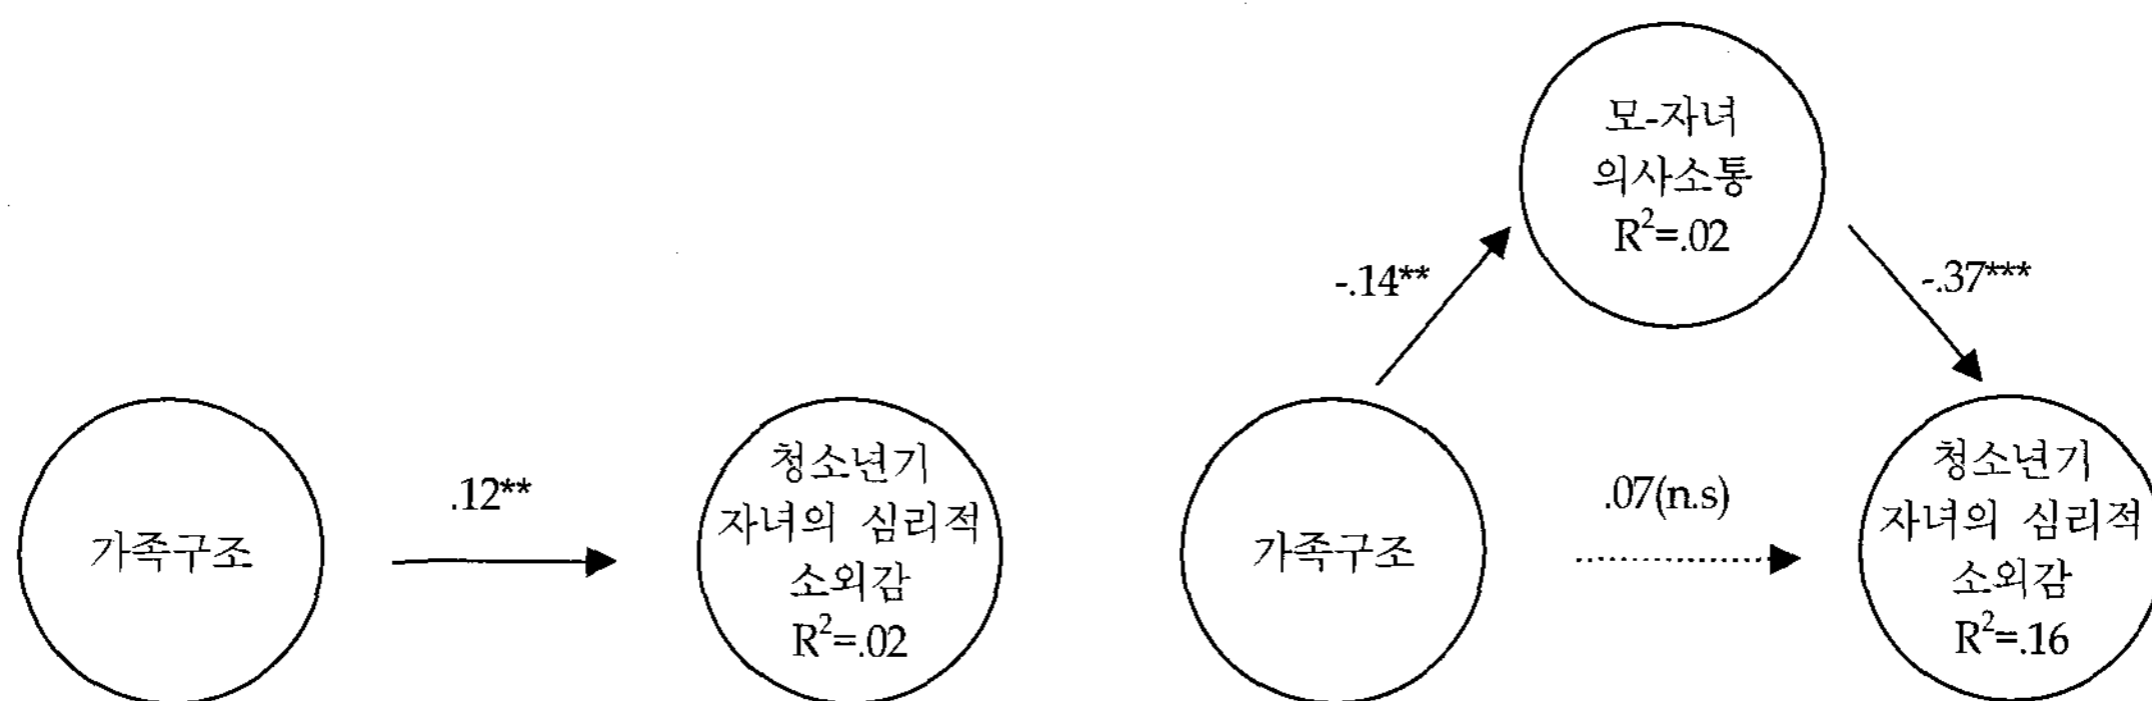 가족구조
.12**
청소년기
자녀의 심리적
소외감
R²=.02
모-자녀
의사소통
R²=.02
-.14**
-.37***
가족구조
.07(n.s)
청소년기
자녀의 심리적
소외감
R²=.16